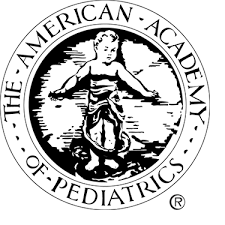 THE · AMERICAN · ACADEMY
· OF · PEDIATRICS ·
®